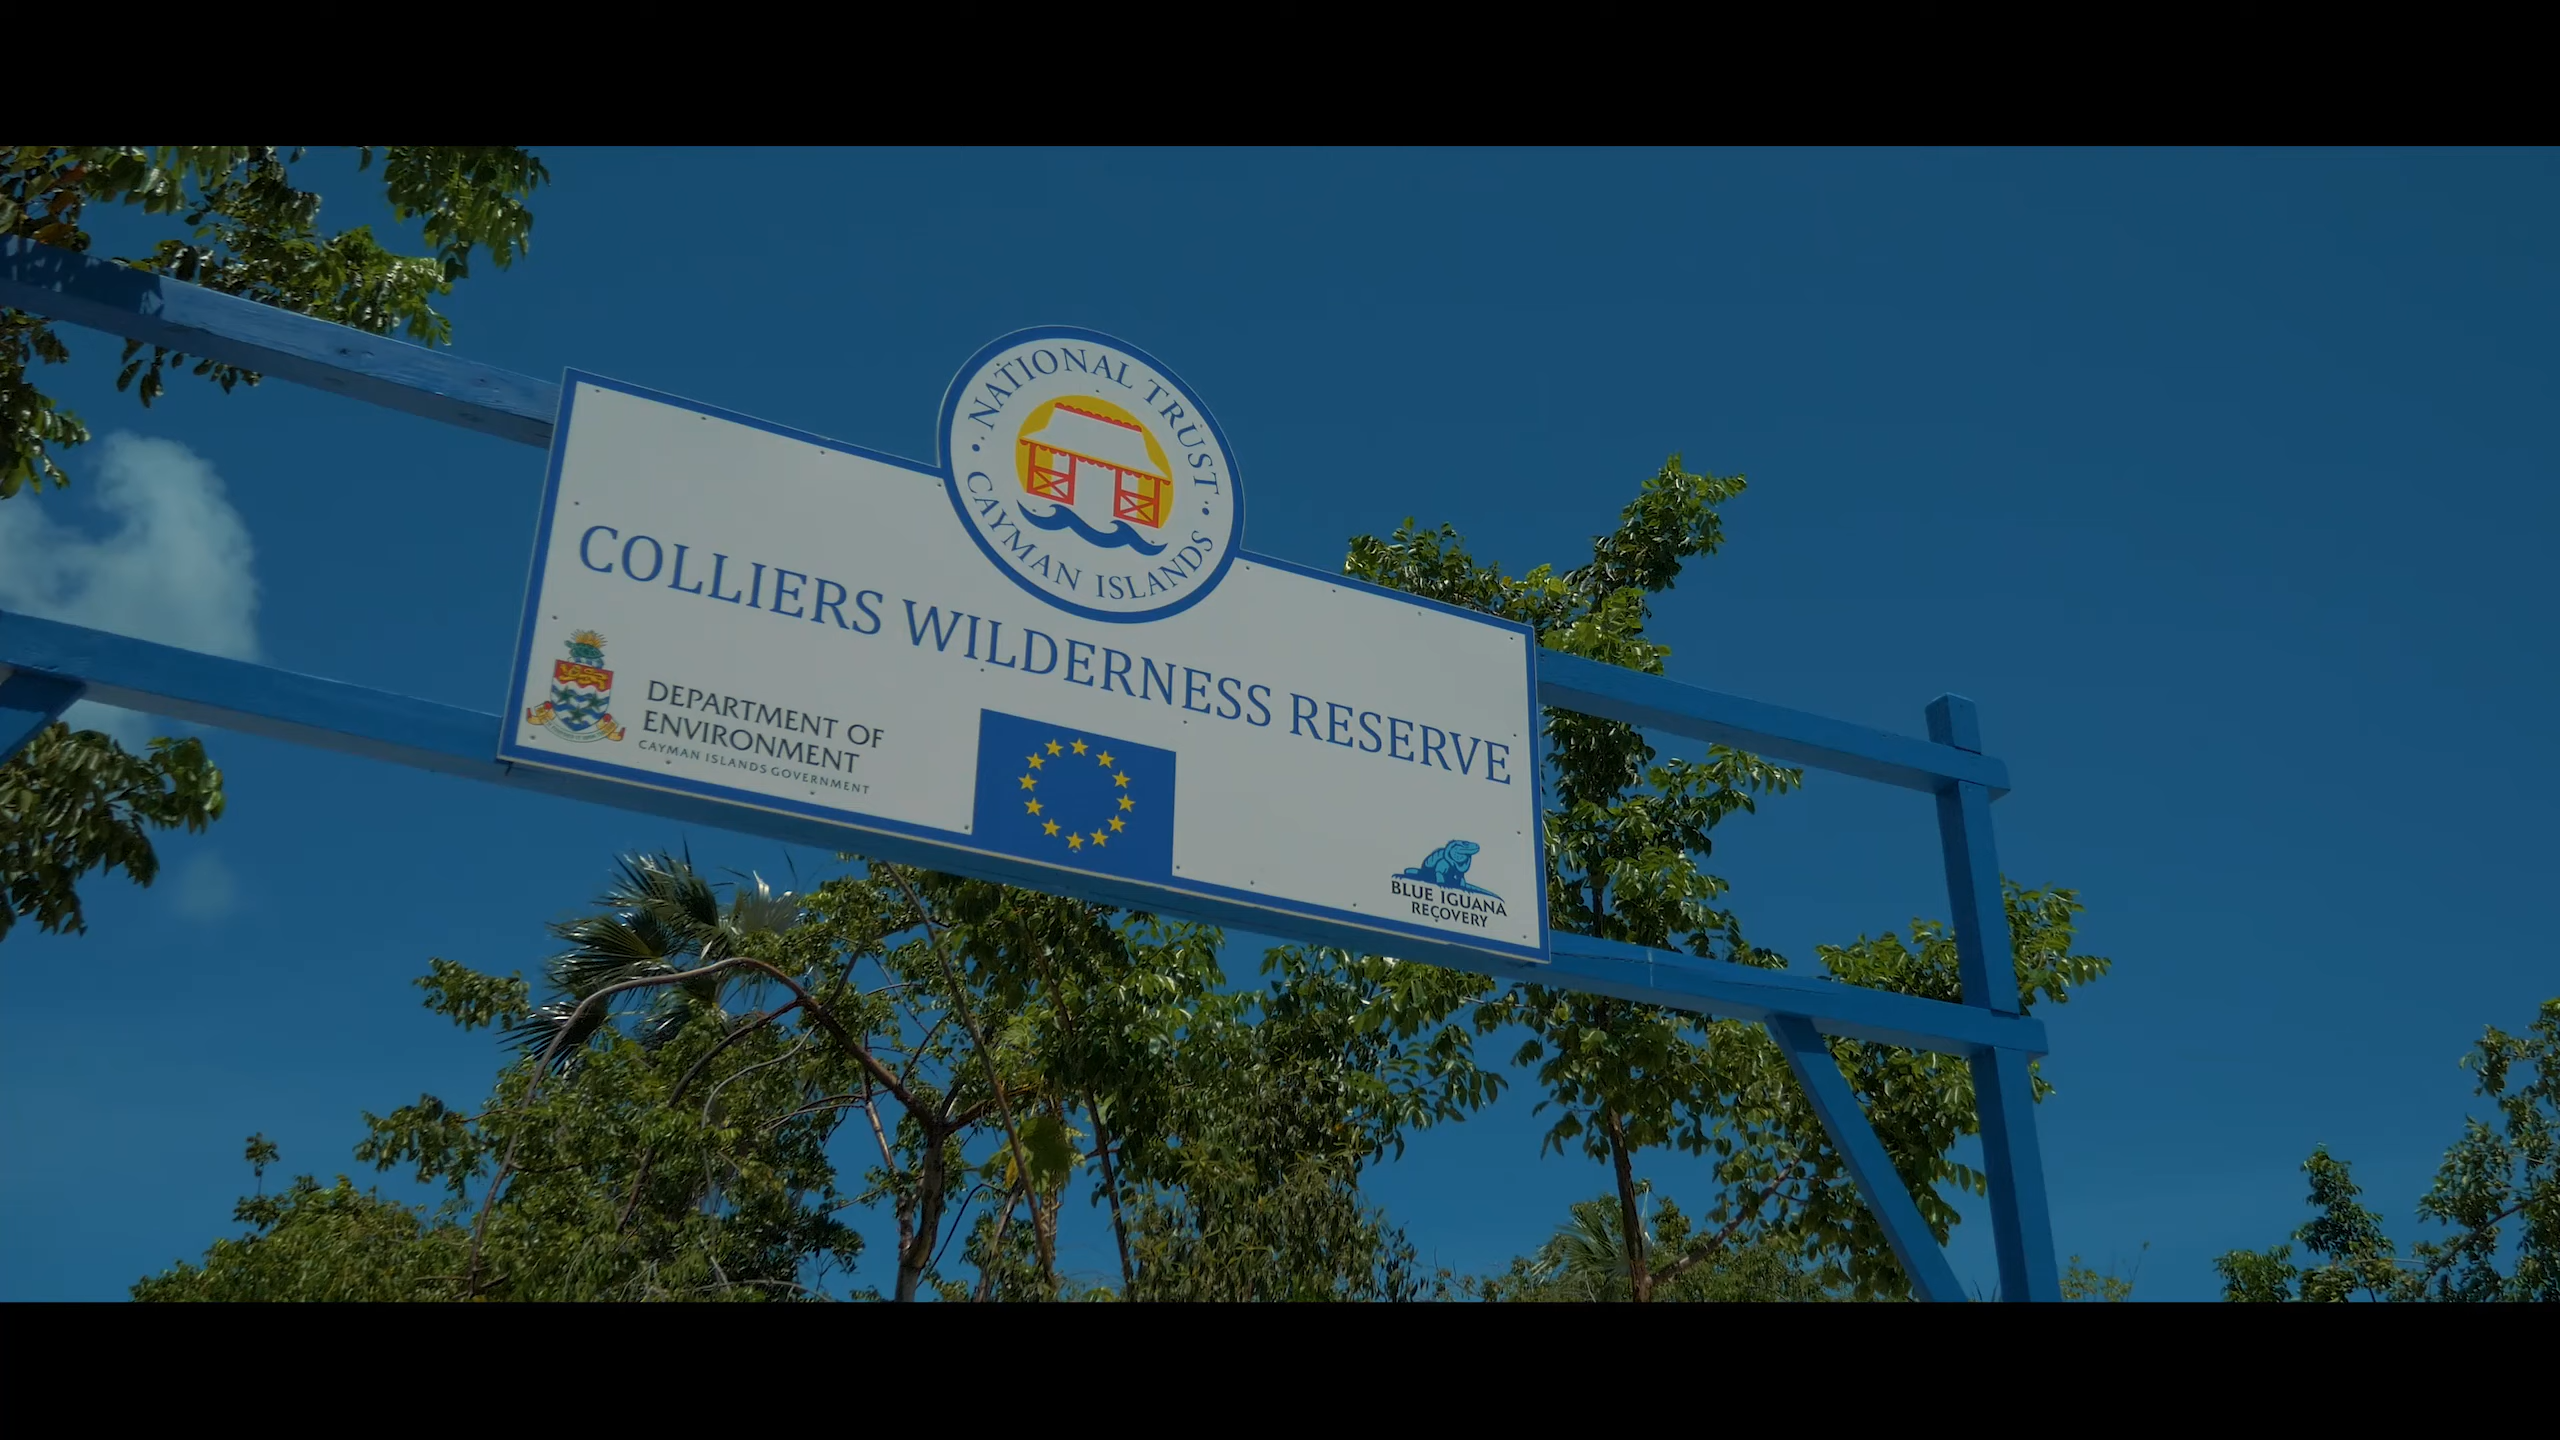 NATIONAL TRUST
CAYMAN ISLANDS
COLLIERS WILDERNESS RESERVE
DEPARTMENT OF
ENVIRONMENT
CAYMAN ISLANDS GOVERNMENT
BLUE IGUANA
RECOVERY